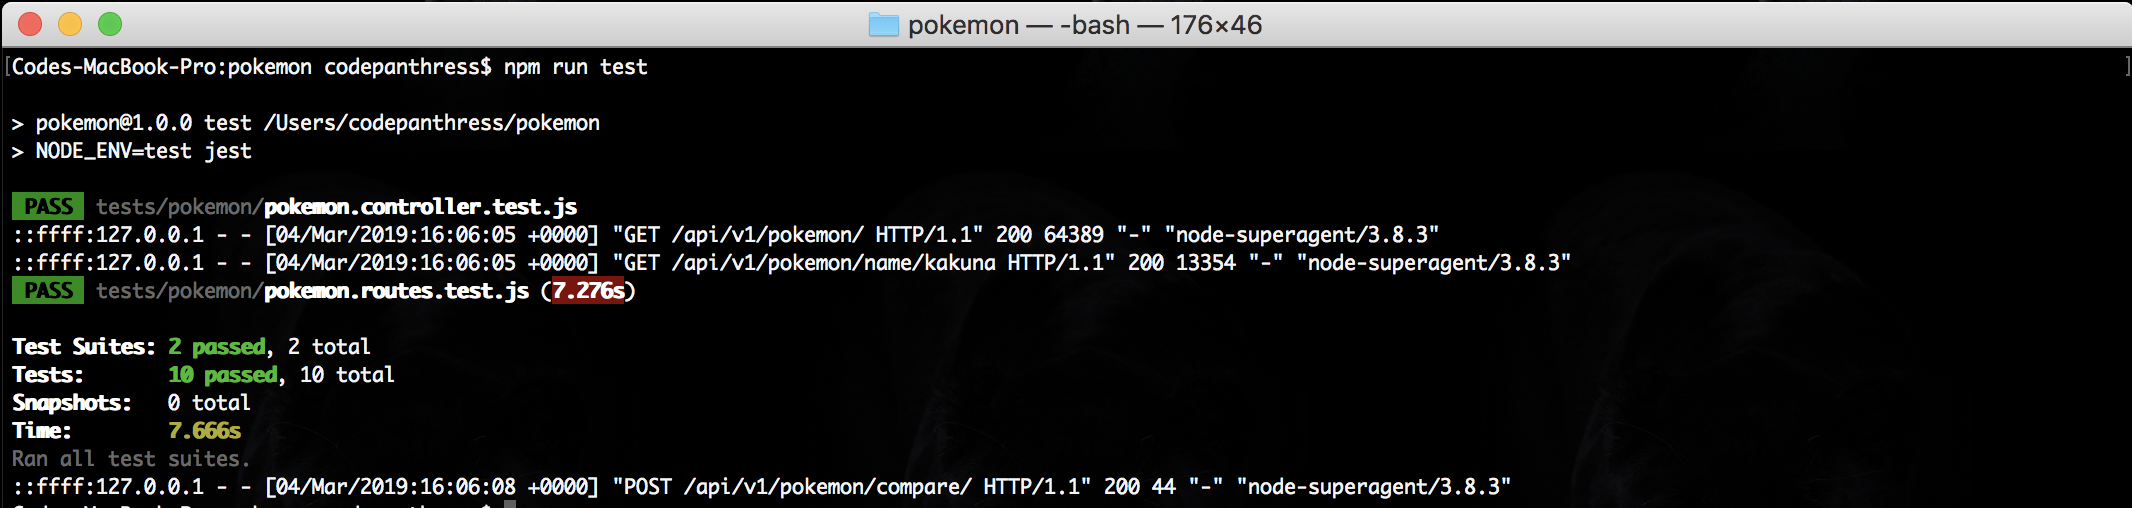 pokemon — -bash — 176×46
[Codes-MacBook-Pro:pokemon codepanthress$ npm run test ]
> pokemon@1.0.0 test /Users/codepanthress/pokemon
> NODE_ENV=test jest
PASS tests/pokemon/pokemon.controller.test.js
::ffff:127.0.0.1 - - [04/Mar/2019:16:06:05 +0000] "GET /api/v1/pokemon/ HTTP/1.1" 200 64389 "-" "node-superagent/3.8.3"
::ffff:127.0.0.1 - - [04/Mar/2019:16:06:05 +0000] "GET /api/v1/pokemon/name/kakuna HTTP/1.1" 200 13354 "-" "node-superagent/3.8.3"
PASS tests/pokemon/pokemon.routes.test.js (7.276s)
Test Suites: 2 passed, 2 total
Tests: 10 passed, 10 total
Snapshots: 0 total
Time: 7.666s
Ran all test suites.
::ffff:127.0.0.1 - - [04/Mar/2019:16:06:08 +0000] "POST /api/v1/pokemon/compare/ HTTP/1.1" 200 44 "-" "node-superagent/3.8.3"